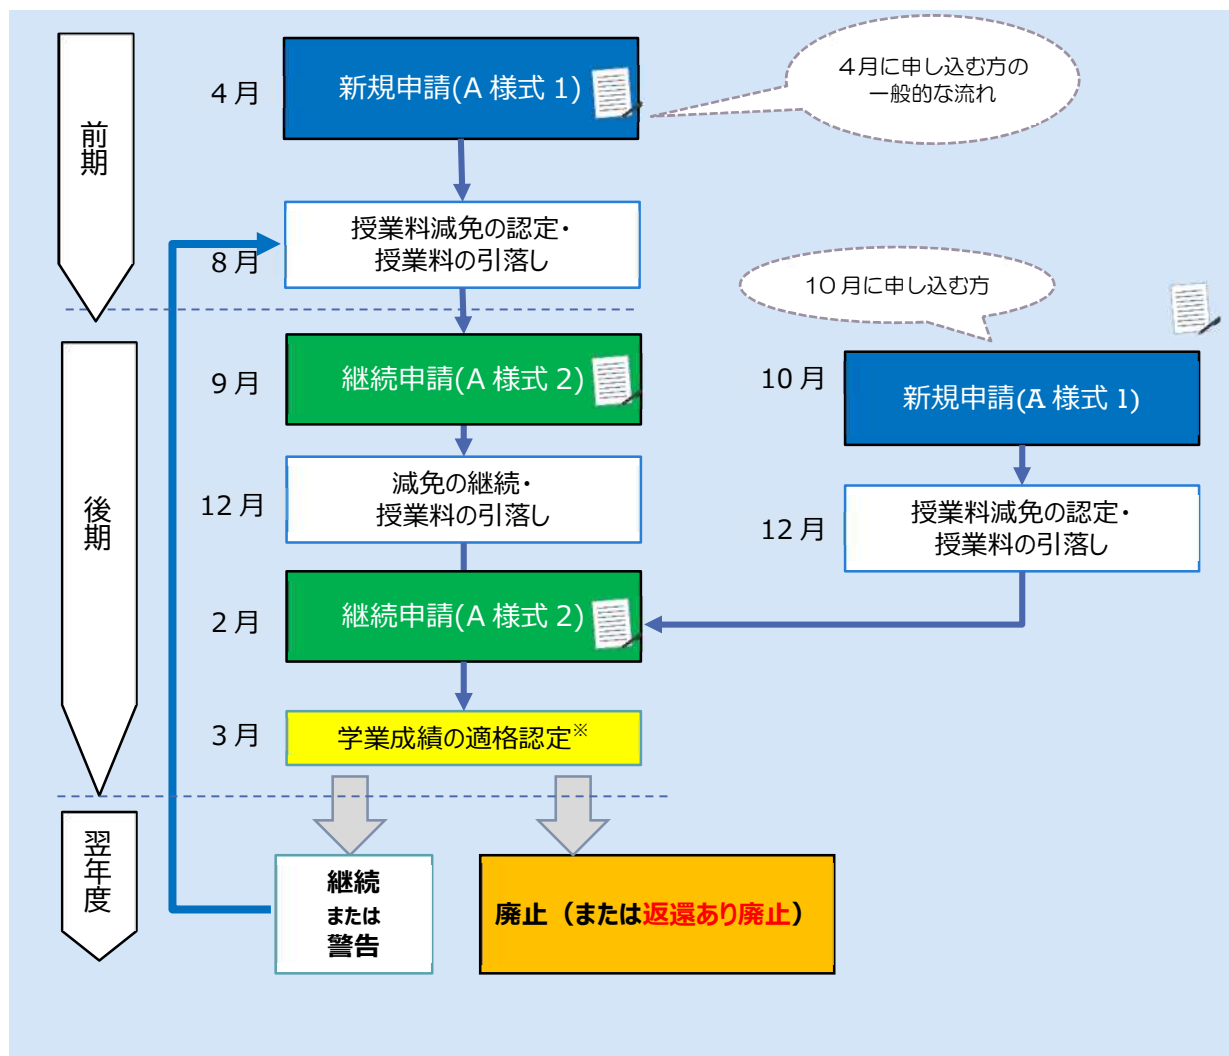 前期
4月
新規申請(A 様式 1)
4月に申し込む方の
一般的な流れ
8月
授業料減免の認定・
授業料の引落し
10月に申し込む方
後期
9月
継続申請(A 様式 2)
10月
新規申請(A 様式 1)
12月
減免の継続・
授業料の引落し
12月
授業料減免の認定・
授業料の引落し
2月
継続申請(A 様式 2)
3月
学業成績の適格認定※
翌年度
継続
または
警告
廃止（または返還あり廃止）